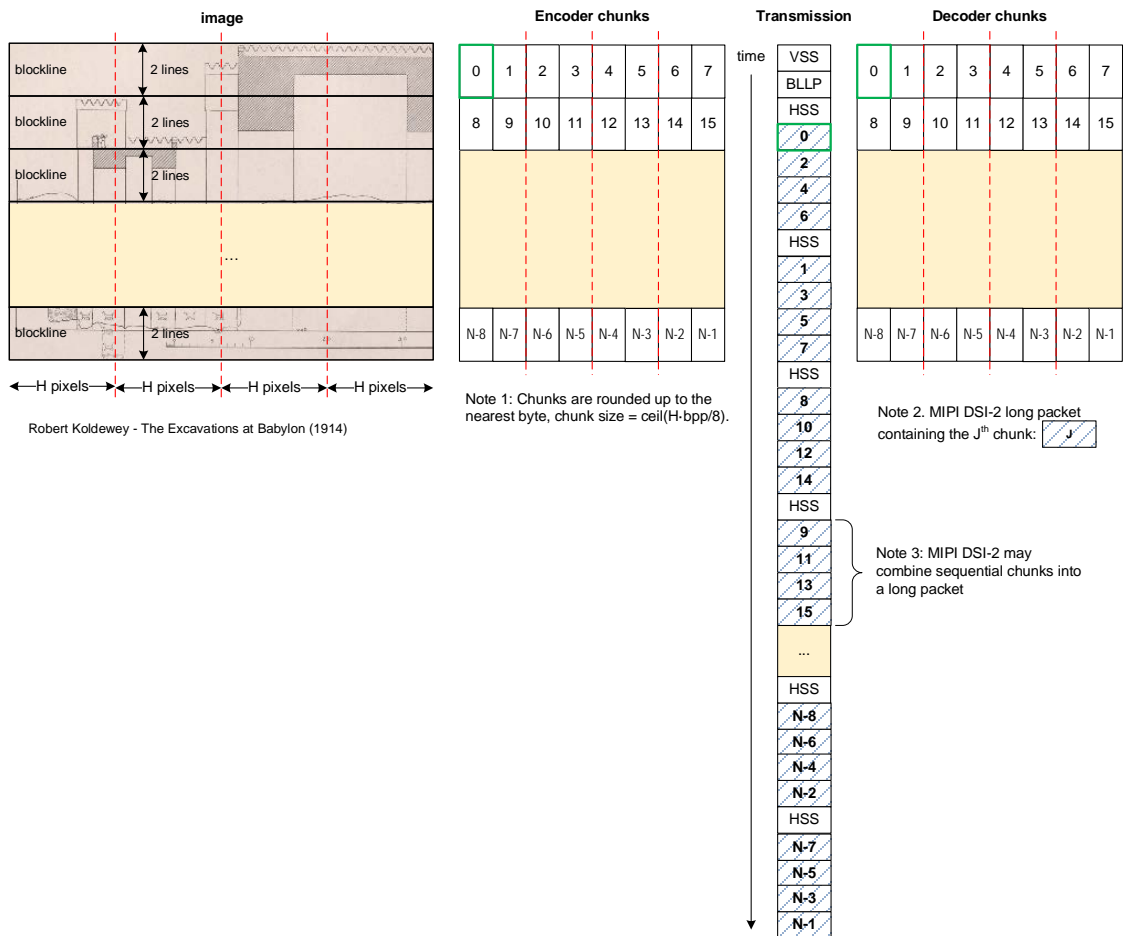 image
Encoder chunks
Transmission
Decoder chunks
blockline
2 lines
blockline
2 lines
blockline
2 lines
...
blockline
2 lines
H pixels
H pixels
H pixels
H pixels
Robert Koldewey - The Excavations at Babylon (1914)
0 1 2 3 4 5 6 7
8 9 10 11 12 13 14 15
N-8 N-7 N-6 N-5 N-4 N-3 N-2 N-1
Note 1: Chunks are rounded up to the
nearest byte, chunk size = ceil(H·bpp/8).
time
VSS
BLLP
HSS
0
2
4
6
HSS
1
3
5
7
HSS
8
10
12
14
HSS
9
11
13
15
...
HSS
N-8
N-6
N-4
N-2
HSS
N-7
N-5
N-3
N-1
0 1 2 3 4 5 6 7
8 9 10 11 12 13 14 15
N-8 N-7 N-6 N-5 N-4 N-3 N-2 N-1
Note 2. MIPI DSI-2 long packet
containing the Jth chunk: J
Note 3: MIPI DSI-2 may
combine sequential chunks into
a long packet